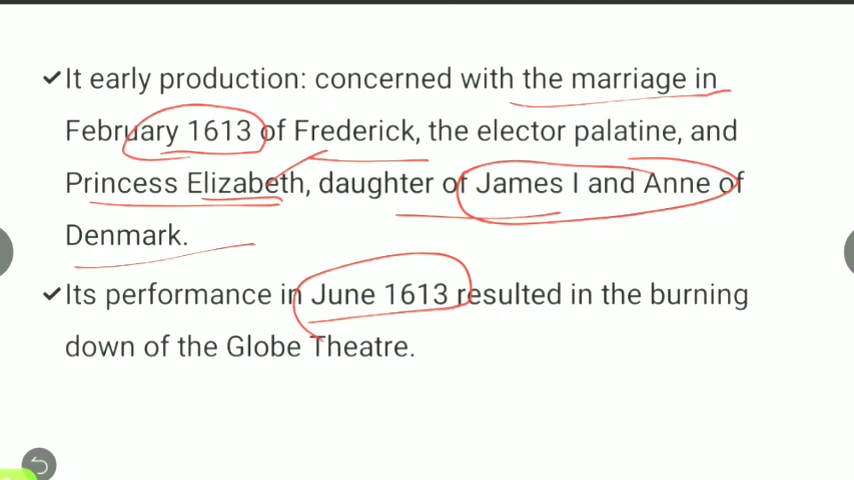 ✓It early production: concerned with the marriage in
February 1613 of Frederick, the elector palatine, and
Princess Elizabeth, daughter of James I and Anne of
Denmark.
✓Its performance in June 1613 resulted in the burning
down of the Globe Theatre.